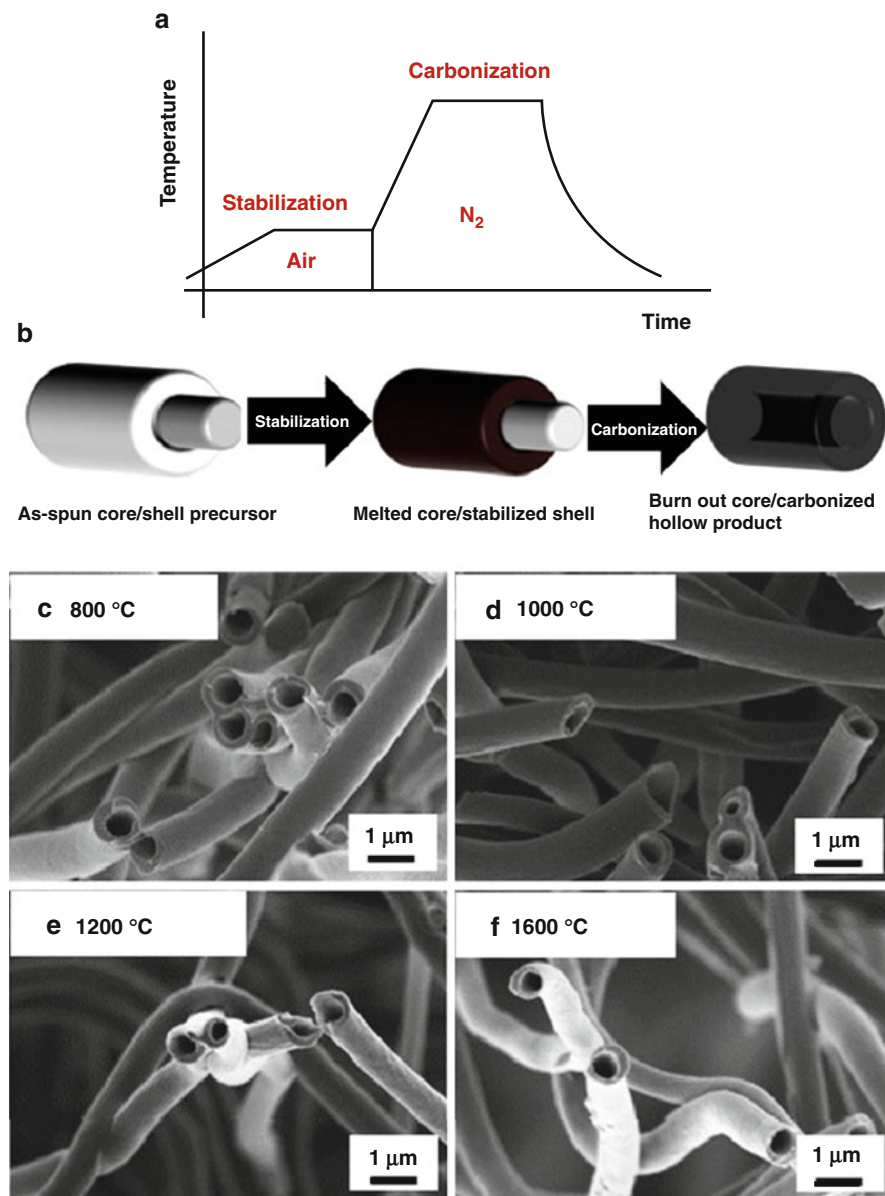 a
Temperature
Carbonization
Stabilization
N₂
Air
Time
b
Stabilization
Carbonization
As-spun core/shell precursor
Melted core/stabilized shell
Burn out core/carbonized
hollow product
c 800 °C
1 μm
d 1000 °C
1 μm
e 1200 °C
1 μm
f 1600 °C
1 μm